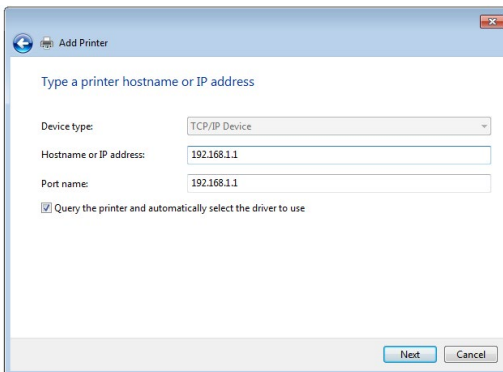 Add Printer
Type a printer hostname or IP address
Device type: TCP/IP Device
Hostname or IP address: 192.168.1.1
Port name: 192.168.1.1
Query the printer and automatically select the driver to use
Next Cancel